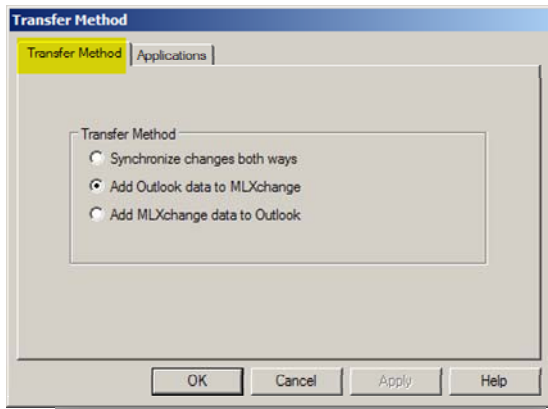 Transfer Method
Transfer Method Applications
Transfer Method
Synchronize changes both ways
Add Outlook data to MLXchange
Add MLXchange data to Outlook
OK Cancel Apply Help